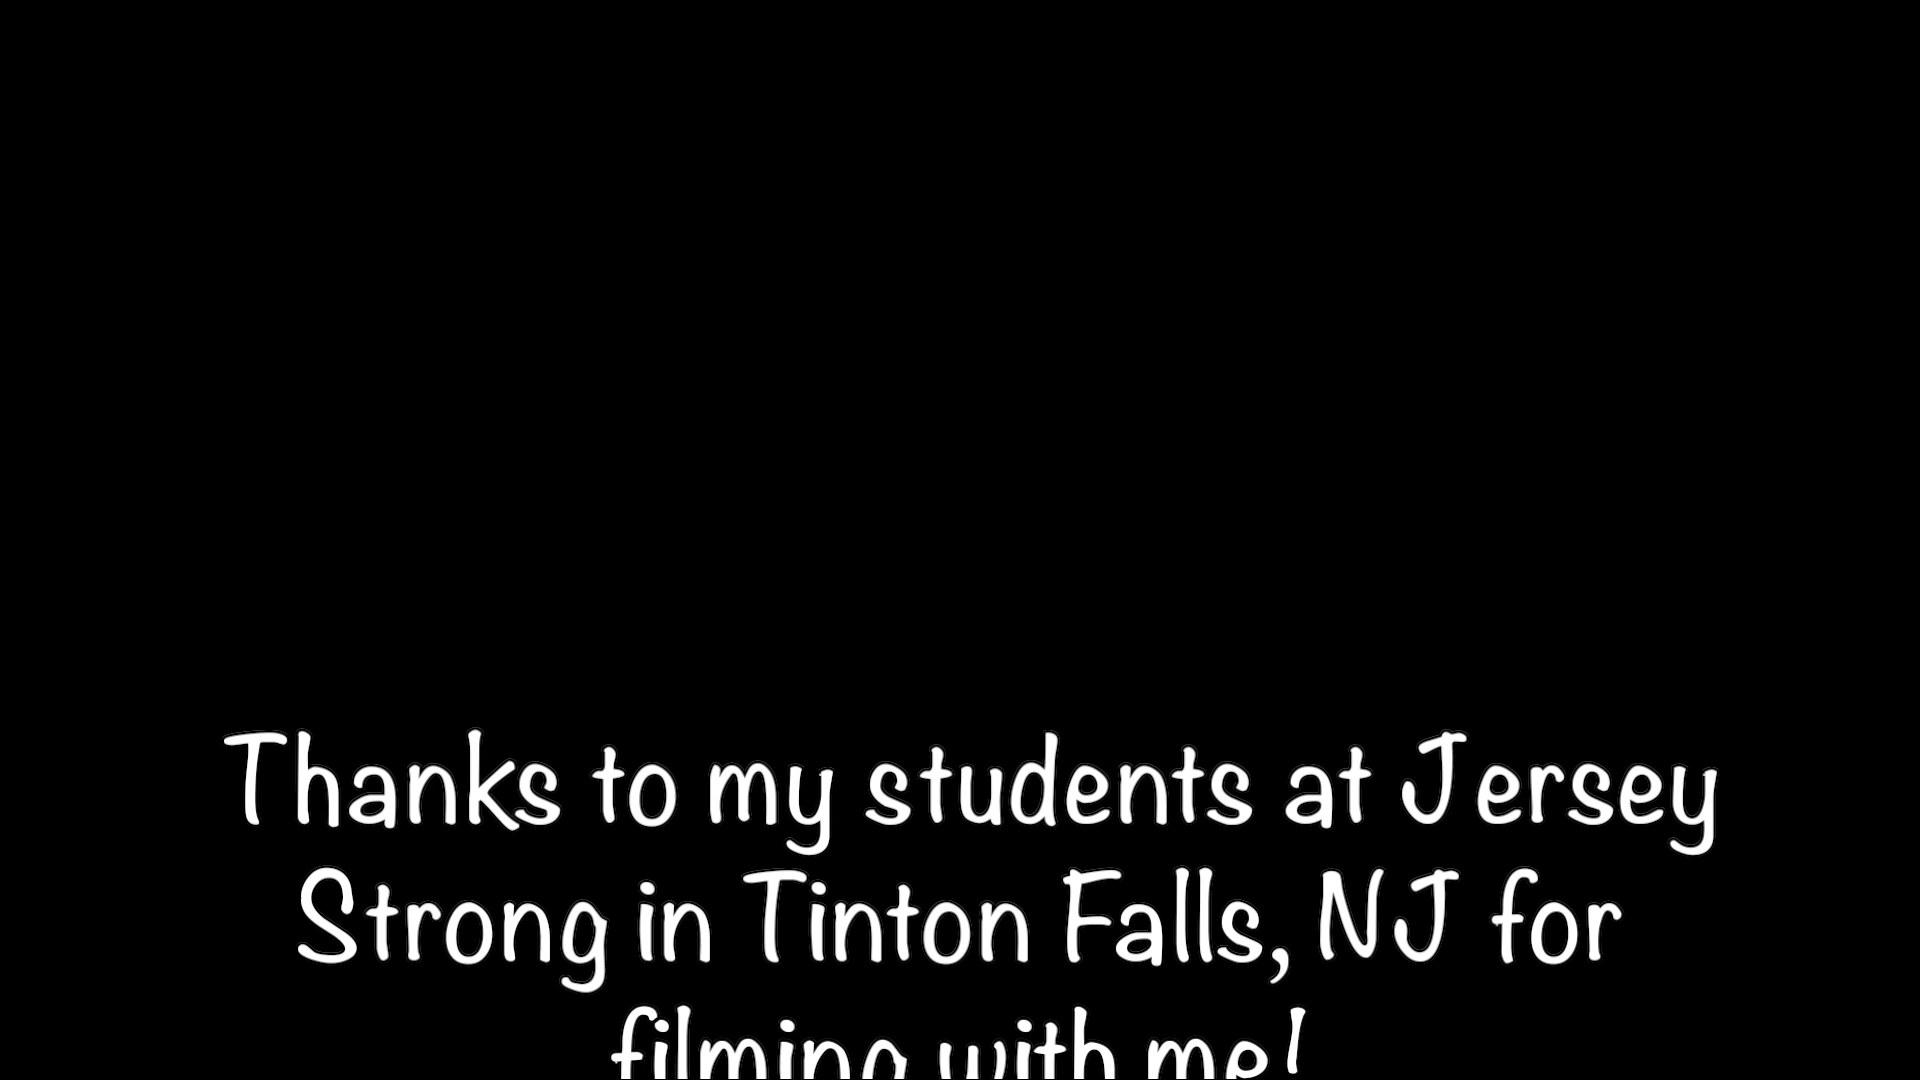 Thanks to my students at Jersey
Strong in Tinton Falls, NJ for
filming with me!